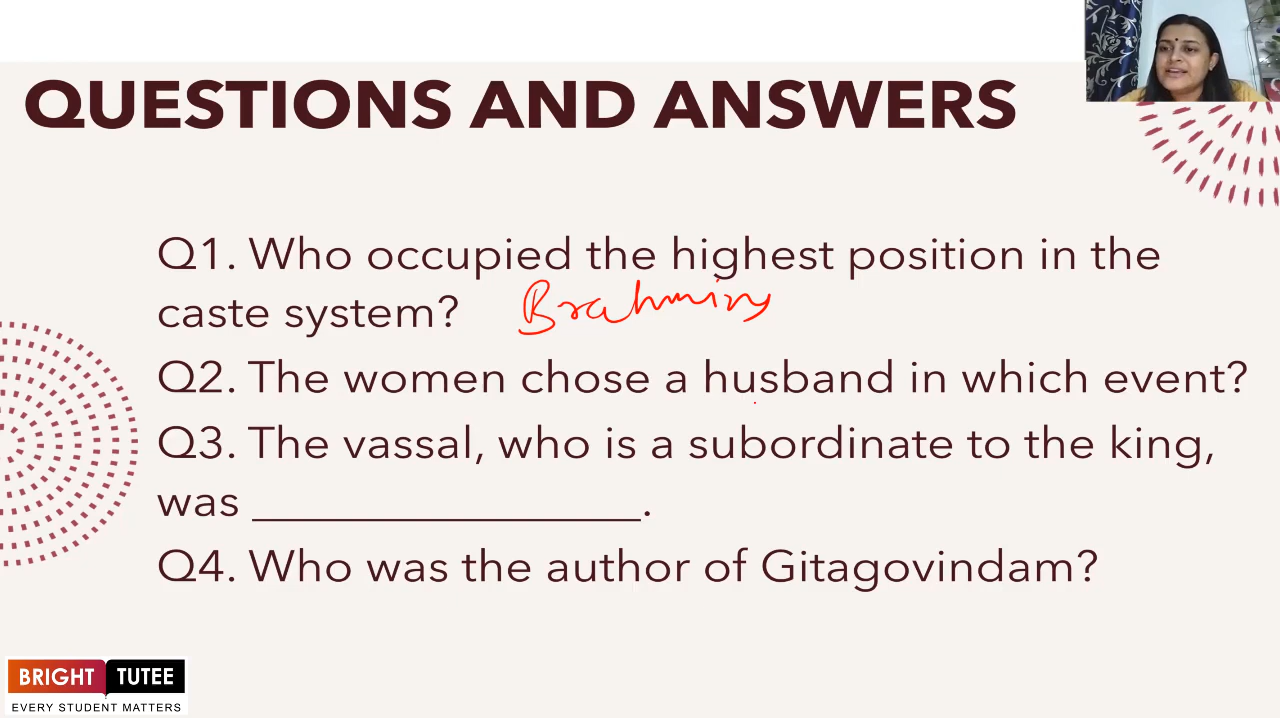 QUESTIONS AND ANSWERS
Q1. Who occupied the highest position in the
caste system? Brahmins
Q2. The women chose a husband in which event?
Q3. The vassal, who is a subordinate to the king,
was __________________.
Q4. Who was the author of Gitagovindam?
BRIGHT TUTEE
EVERY STUDENT MATTERS